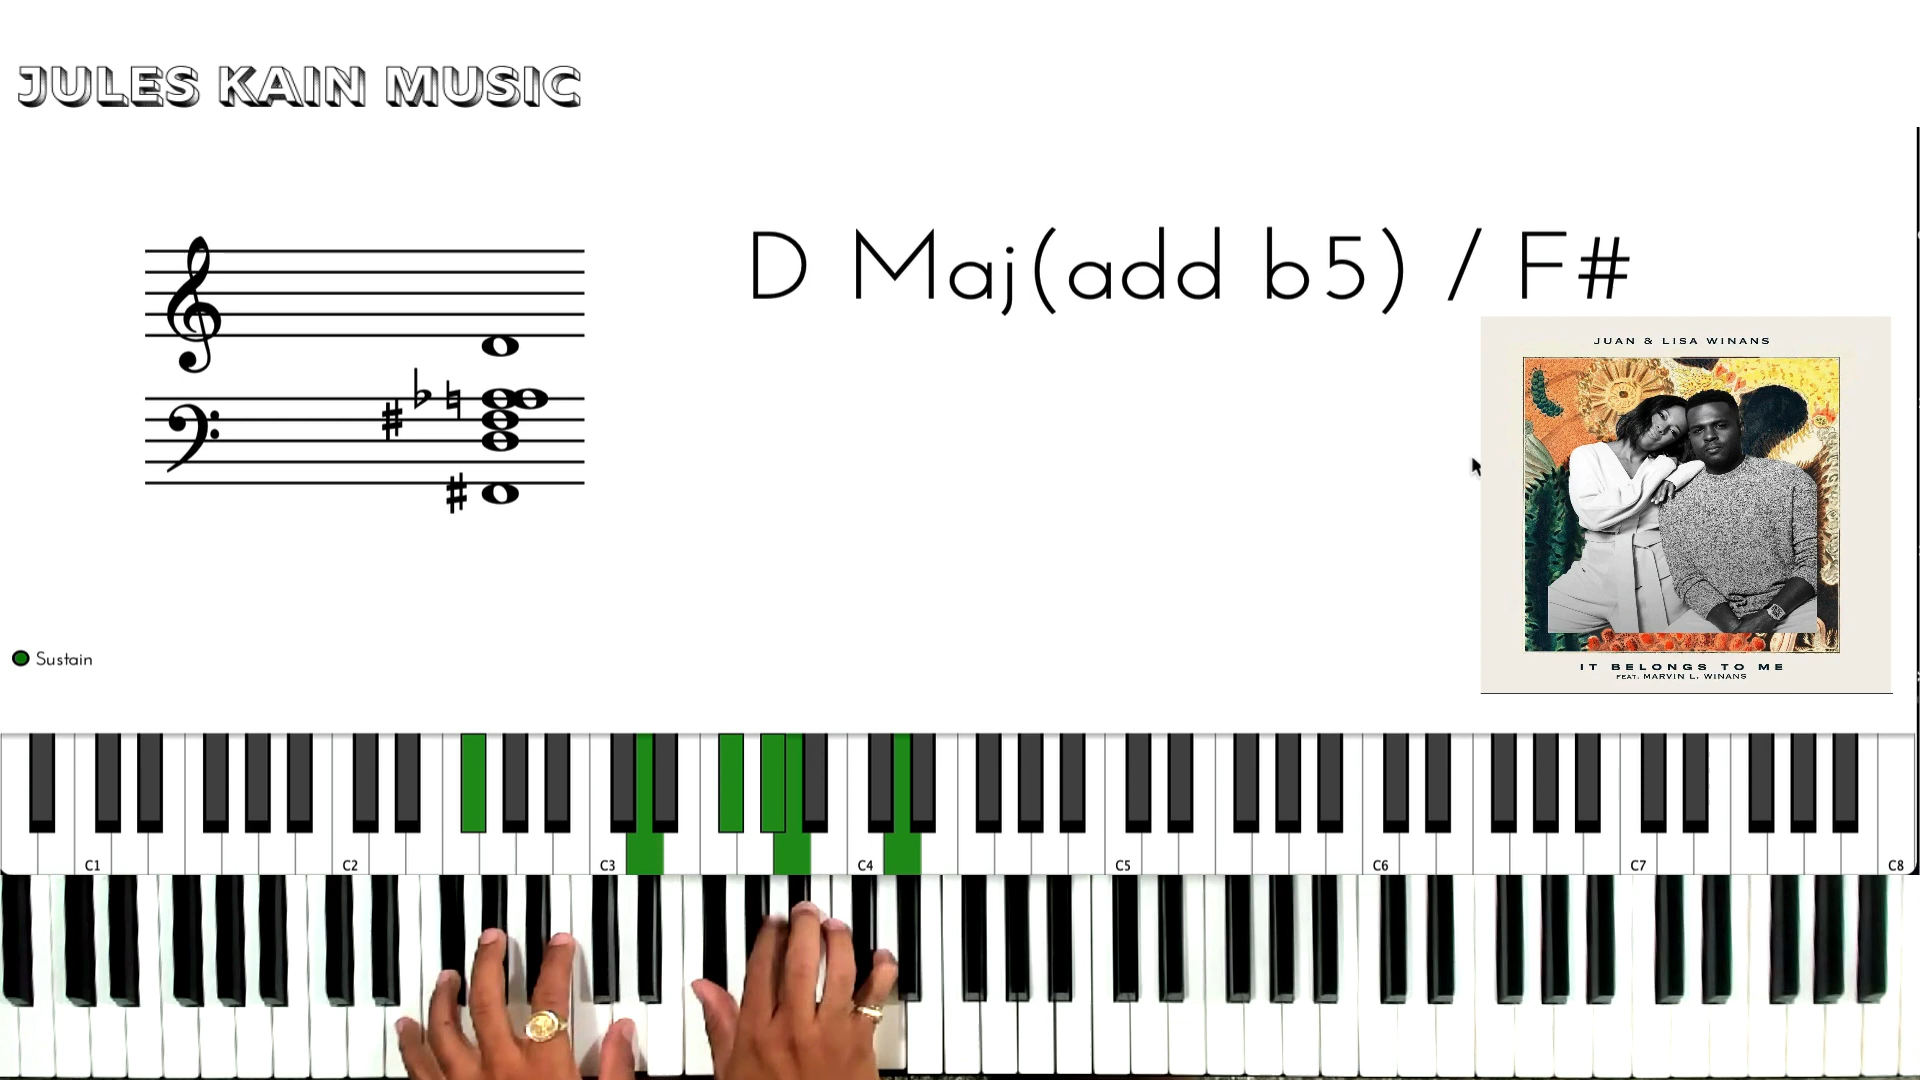 JULES KAIN MUSIC
D Maj(add b5) / F#
JUAN & LISA WINANS
IT BELONGS TO ME
FEAT. MARVIN L. WINANS
Sustain
C1 C2 C3 C4 C5 C6 C7 C8